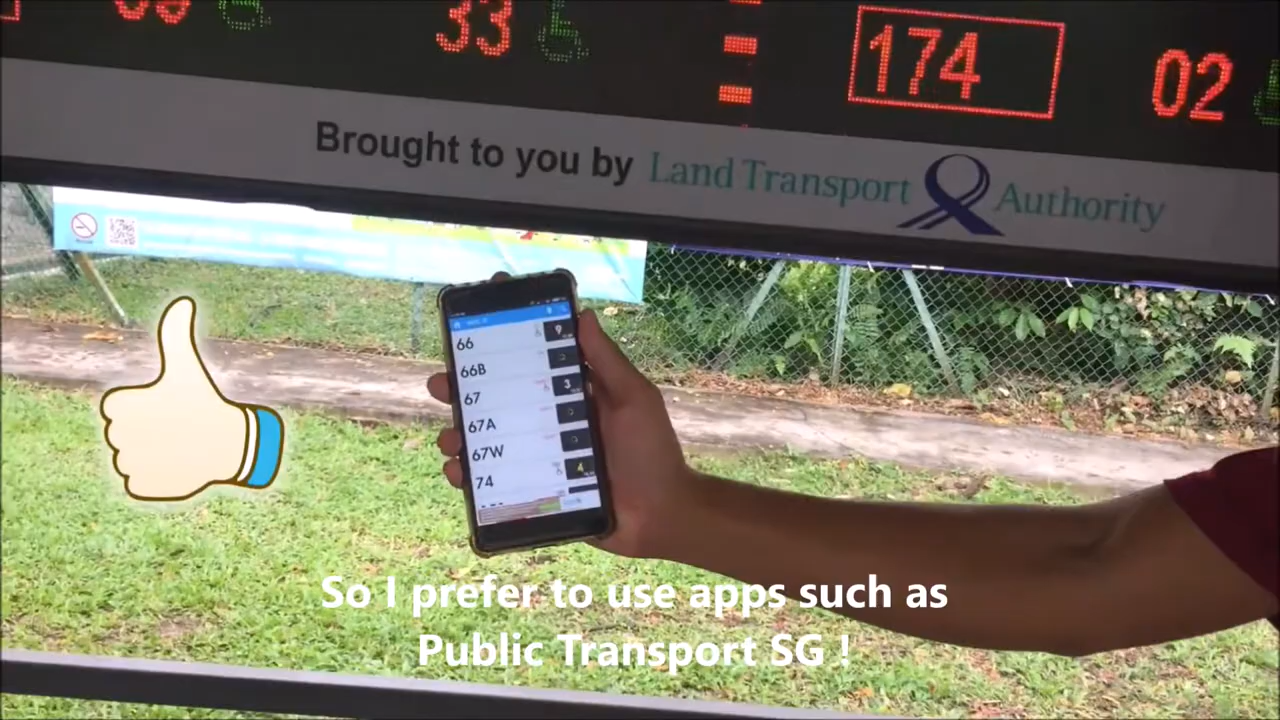 33
174
02
Brought to you by Land Transport Authority
66
9
66B
67
3
67A
67W
74
4
So I prefer to use apps such as
Public Transport SG !